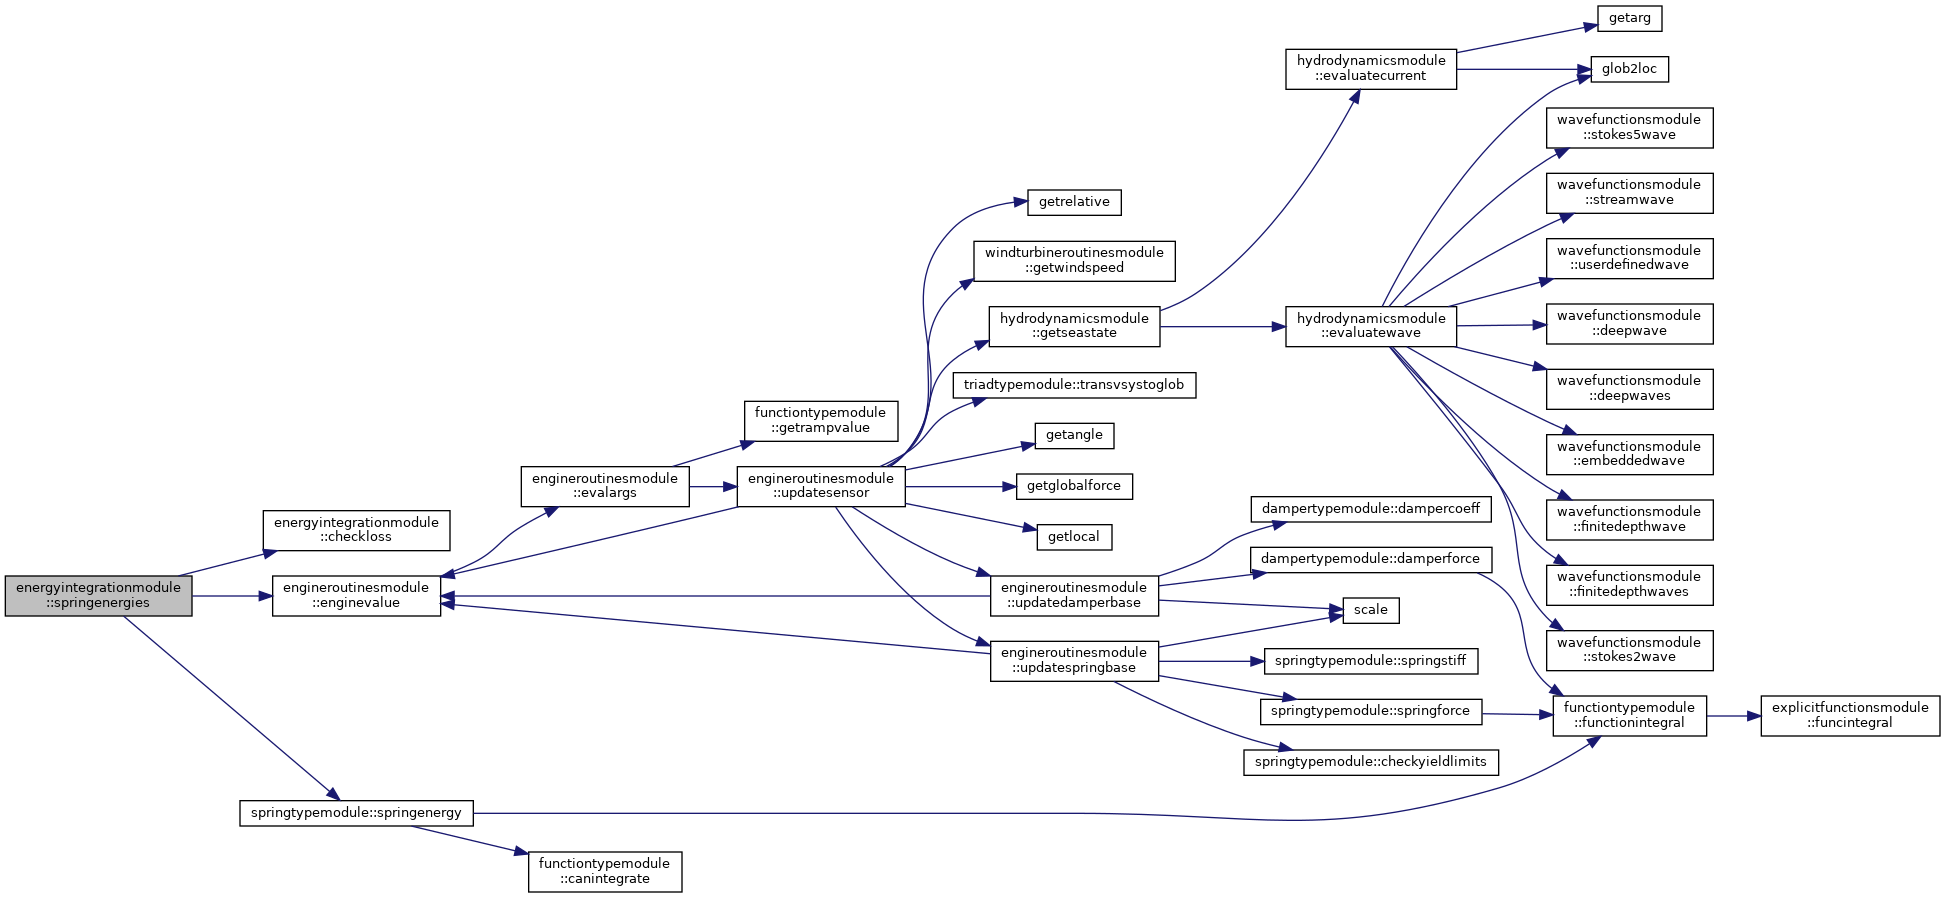 energyintegrationmodule
::springenergies
energyintegrationmodule
::checkloss
engineroutinesmodule
::enginevalue
springtypemodule::springenergy
functiontypemodule
::canintegrate
engineroutinesmodule
::evalargs
functiontypemodule
::getrampvalue
engineroutinesmodule
::updatesensor
getrelative
windturbineroutinesmodule
::getwindspeed
hydrodynamicsmodule
::getseastate
triadtypemodule::transvsystoglob
getangle
getglobalforce
getlocal
engineroutinesmodule
::updatedamperbase
engineroutinesmodule
::updatespringbase
hydrodynamicsmodule
::evaluatecurrent
hydrodynamicsmodule
::evaluatewave
dampertypemodule::dampercoeff
dampertypemodule::damperforce
scale
springtypemodule::springstiff
springtypemodule::springforce
springtypemodule::checkyieldlimits
getarg
glob2loc
wavefunctionsmodule
::stokes5wave
wavefunctionsmodule
::streamwave
wavefunctionsmodule
::userdefinedwave
wavefunctionsmodule
::deepwave
wavefunctionsmodule
::deepwaves
wavefunctionsmodule
::embeddedwave
wavefunctionsmodule
::finitedepthwave
wavefunctionsmodule
::finitedepthwaves
wavefunctionsmodule
::stokes2wave
functiontypemodule
::functionintegral
explicitfunctionsmodule
::funcintegral